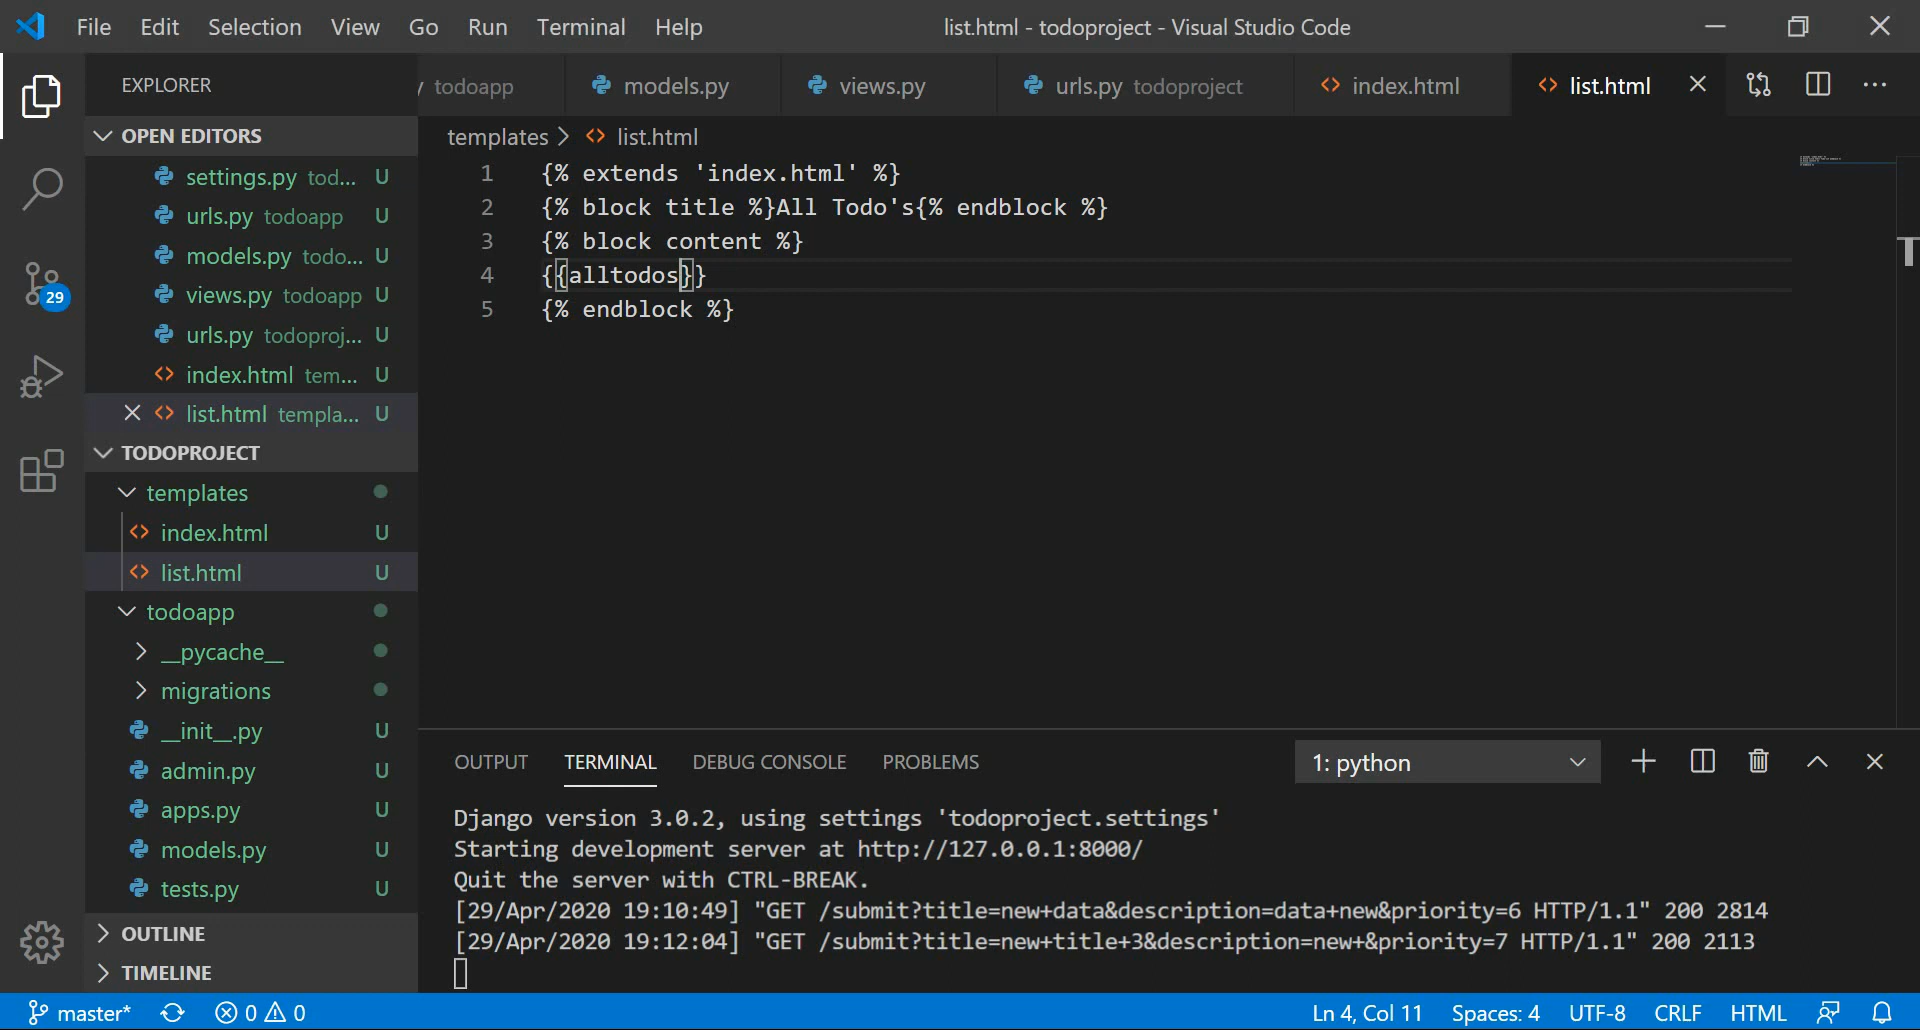 File Edit Selection View Go Run Terminal Help
list.html - todoproject - Visual Studio Code
EXPLORER
OPEN EDITORS
settings.py tod... U
urls.py todoapp U
models.py todo... U
views.py todoapp U
urls.py todoproj... U
index.html tem... U
list.html templa... U
TODOPROJECT
templates
index.html U
list.html U
todoapp
__pycache__
migrations
__init__.py U
admin.py U
apps.py U
models.py U
tests.py U
OUTLINE
TIMELINE
29
todoapp models.py views.py urls.py todoproject index.html list.html
templates > list.html
1 {% extends 'index.html' %}
2 {% block title %}All Todo's{% endblock %}
3 {% block content %}
4 {{alltodos}}
5 {% endblock %}
OUTPUT TERMINAL DEBUG CONSOLE PROBLEMS
1: python
Django version 3.0.2, using settings 'todoproject.settings'
Starting development server at http://127.0.0.1:8000/
Quit the server with CTRL-BREAK.
[29/Apr/2020 19:10:49] "GET /submit?title=new+data&description=data+new&priority=6 HTTP/1.1" 200 2814
[29/Apr/2020 19:12:04] "GET /submit?title=new+title+3&description=new+&priority=7 HTTP/1.1" 200 2113
master* 0 0
Ln 4, Col 11 Spaces: 4 UTF-8 CRLF HTML